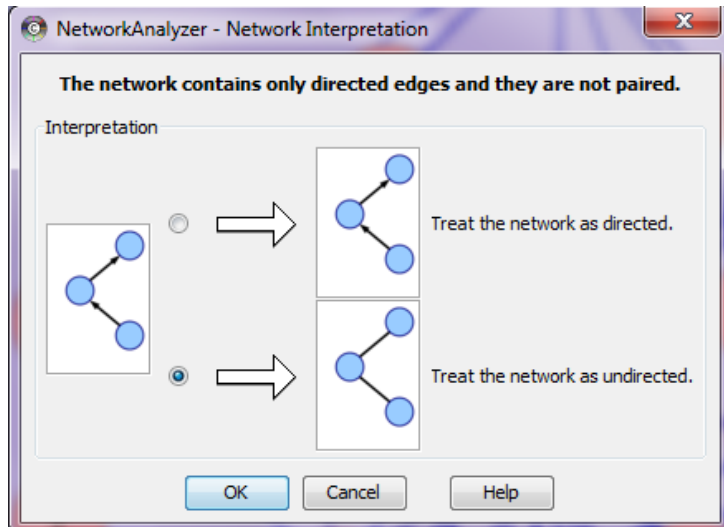 NetworkAnalyzer - Network Interpretation
The network contains only directed edges and they are not paired.
Interpretation
Treat the network as directed.
Treat the network as undirected.
OK Cancel Help